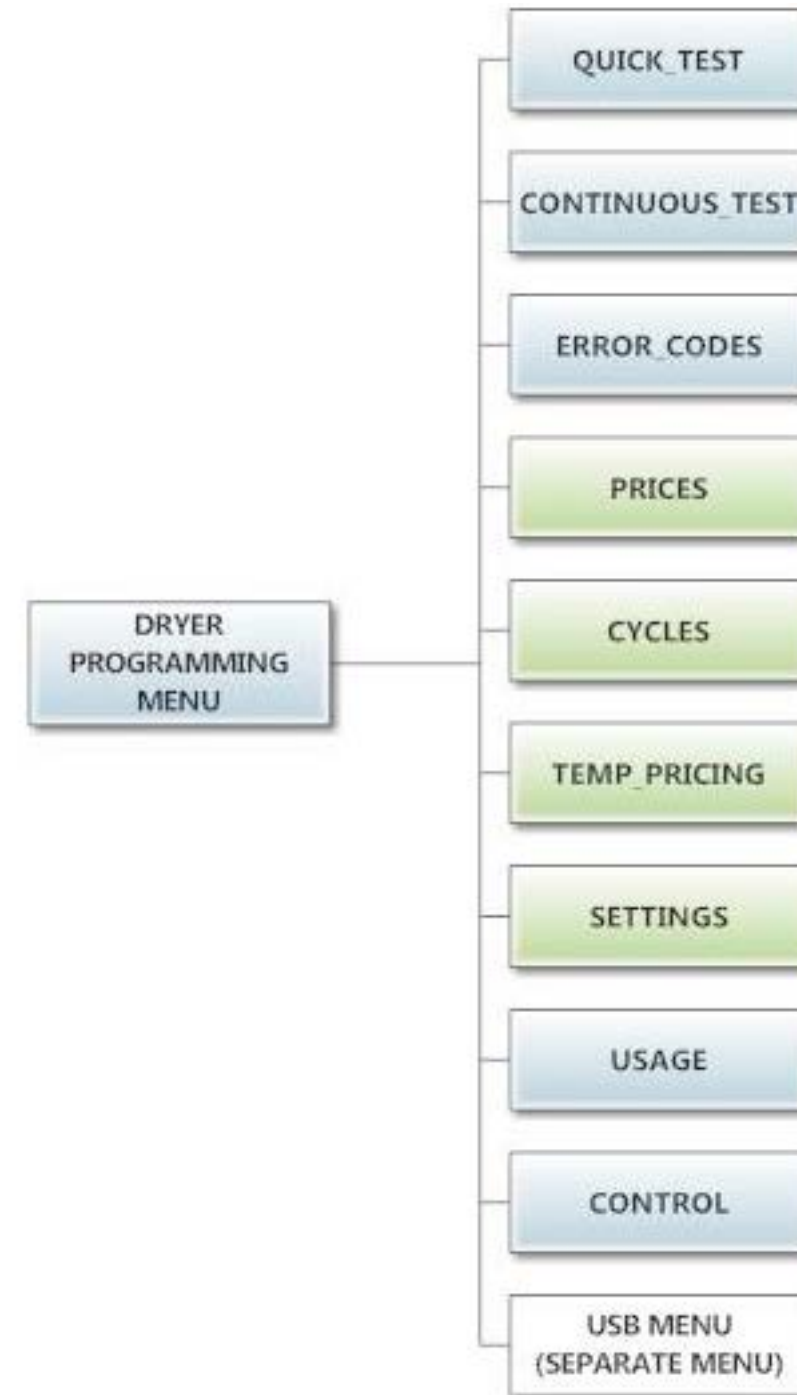 QUICK_TEST
CONTINUOUS_TEST
ERROR_CODES
PRICES
CYCLES
DRYER
PROGRAMMING
MENU
TEMP_PRICING
SETTINGS
USAGE
CONTROL
USB MENU
(SEPARATE MENU)